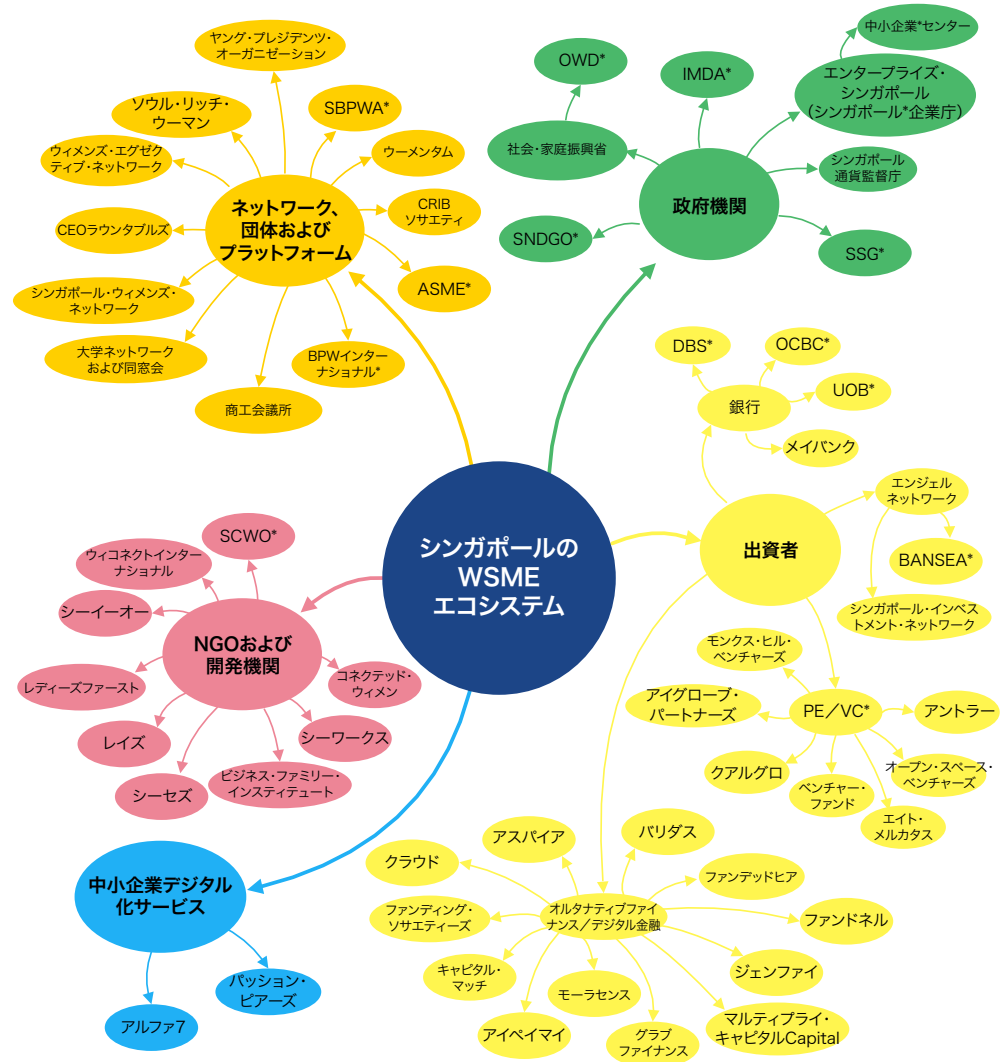 ヤング・プレジデンツ・
オーガニゼーション
ソウル・リッチ・
ウーマン
SBPWA*
ウィメンズ・エグゼク
ティブ・ネットワーク
ウーメンタム
CEOラウンタブルズ
CRIB
ソサエティ
ネットワーク、
団体および
プラットフォーム
シンガポール・ウィメンズ・
ネットワーク
ASME*
大学ネットワーク
および同窓会
BPWインター
ナショナル*
商工会議所
中小企業*センター
OWD*
IMDA*
エンタープライズ・
シンガポール
(シンガポール*企業庁)
社会・家庭振興省
シンガポール
通貨監督庁
政府機関
SNDGO*
SSG*
DBS*
OCBC*
UOB*
銀行
メイバンク
エンジェル
ネットワーク
出資者
BANSEA*
シンガポール・インベス
トメント・ネットワーク
シンガポールの
WSME
エコシステム
SCWO*
ウィコネクトインター
ナショナル
シーイーオー
NGOおよび
開発機関
コネクテッド・
ウィメン
レディーズファースト
レイズ
シーワークス
シーセズ
ビジネス・ファミリー・
インスティテュート
モンクス・ヒル・
ベンチャーズ
アイグローブ・
パートナーズ
PE/VC*
アントラー
クアルグロ
オープン・スペース・
ベンチャーズ
ベンチャー・
ファンド
エイト・
メルカタス
中小企業デジタル
化サービス
パッション・
ピアーズ
アルファ7
アスパイア
バリダス
クラウド
ファンデッドヒア
ファンディング・
ソサエティーズ
オルタナティブファイ
ナンス/デジタル金融
ファンドネル
キャピタル・
マッチ
モーラセンス
ジェンファイ
アイペイマイ
グラブ
ファイナンス
マルティプライ・
キャピタルCapital